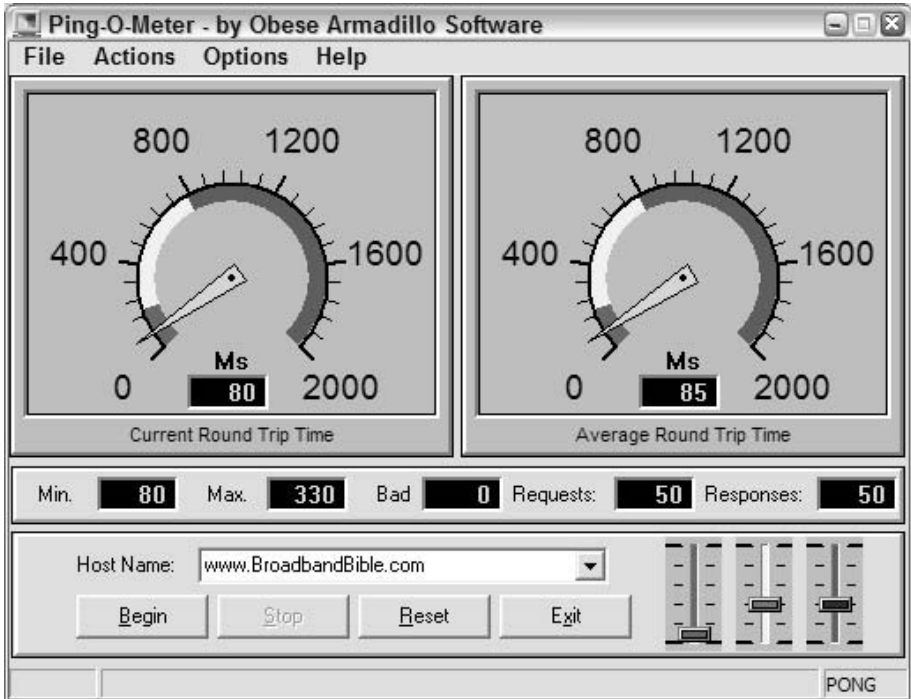 Ping-O-Meter - by Obese Armadillo Software
File Actions Options Help
800 1200
400 1600
0 2000
Ms
80
Current Round Trip Time
800 1200
400 1600
0 2000
Ms
85
Average Round Trip Time
Min. 80 Max. 330 Bad 0 Requests: 50 Responses: 50
Host Name: www.BroadbandBible.com
Begin Stop Reset Exit
PONG